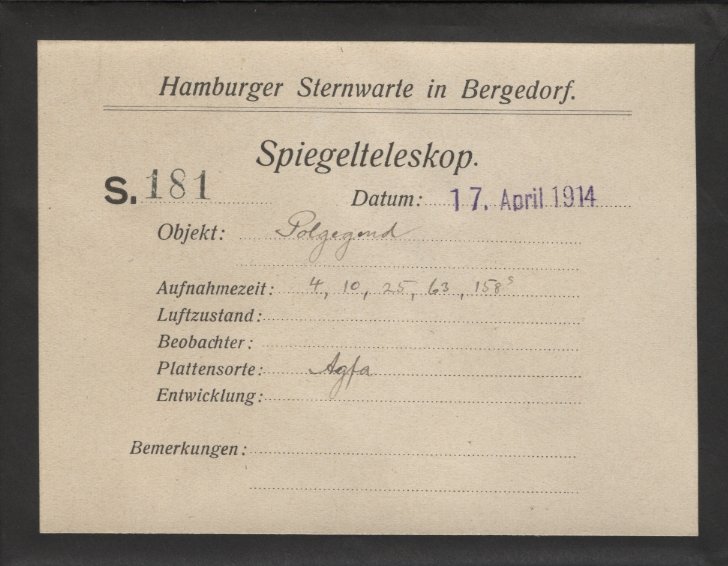 Hamburger Sternwarte in Bergedorf.
Spiegelteleskop.
S. 181
Datum: 17. April 1914
Objekt: Polgegend
Aufnahmezeit: 4, 10, 25, 63, 158ˢ
Luftzustand:
Beobachter:
Plattensorte: Agfa
Entwicklung:
Bemerkungen: